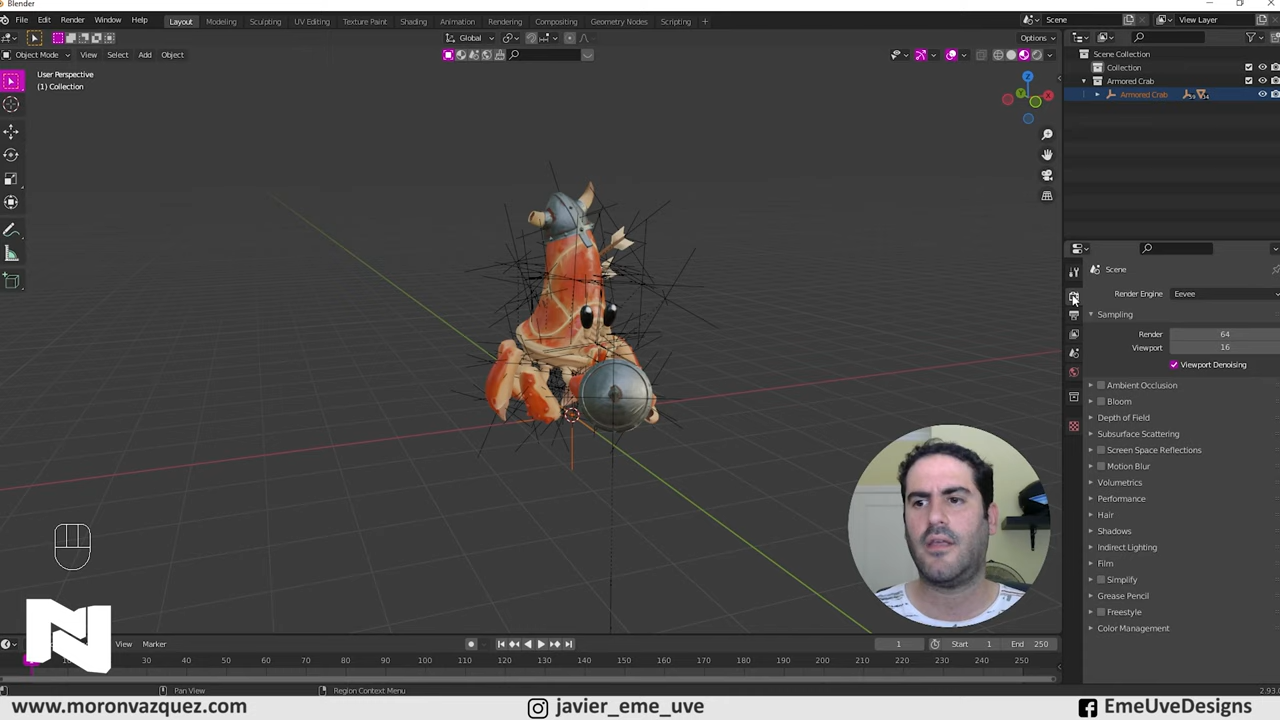 Blender
File Edit Render Window Help Layout Modeling Sculpting UV Editing Texture Paint Shading Animation Rendering Compositing Geometry Nodes Scripting + Scene View Layer
Global Options
Object Mode View Select Add Object
User Perspective
(1) Collection
Z
Y
X
Scene Collection
Collection
Armored Crab
Armored Crab
Scene
Render Engine Eevee
Sampling
Render 64
Viewport 16
Viewport Denoising
Ambient Occlusion
Bloom
Depth of Field
Subsurface Scattering
Screen Space Reflections
Motion Blur
Volumetrics
Performance
Hair
Shadows
Indirect Lighting
Film
Simplify
Grease Pencil
Freestyle
Color Management
N
View Marker 1 Start 1 End 250
30 40 50 60 70 80 90 100 110 120 130 140 150 160 170 180 190 200 210 220 230 240 250
Pan View Region Context Menu 2.93.0
www.moronvazquez.com javier_eme_uve EmeUveDesigns